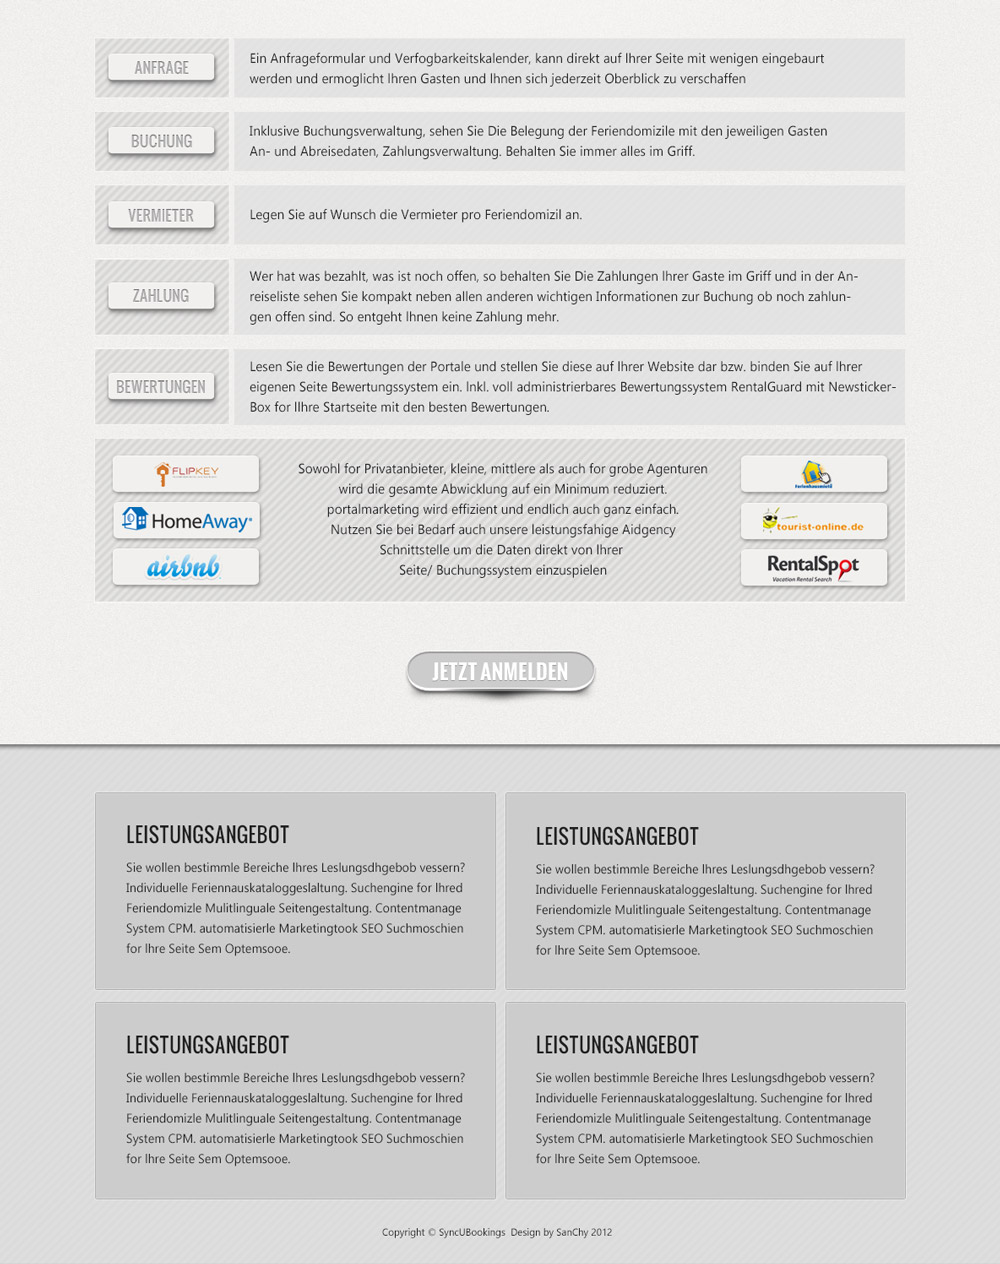 ANFRAGE
Ein Anfrageformular und Verfogbarkeitskalender, kann direkt auf Ihrer Seite mit wenigen eingebaurt
werden und ermoglicht Ihren Gasten und Ihnen sich jederzeit Oberblick zu verschaffen
BUCHUNG
Inklusive Buchungsverwaltung, sehen Sie Die Belegung der Feriendomizile mit den jeweiligen Gasten
An- und Abreisedaten, Zahlungsverwaltung. Behalten Sie immer alles im Griff.
VERMIETER
Legen Sie auf Wunsch die Vermieter pro Feriendomizil an.
ZAHLUNG
Wer hat was bezahlt, was ist noch offen, so behalten Sie Die Zahlungen Ihrer Gaste im Griff und in der An-
reiseliste sehen Sie kompakt neben allen anderen wichtigen Informationen zur Buchung ob noch zahlun-
gen offen sind. So entgeht Ihnen keine Zahlung mehr.
BEWERTUNGEN
Lesen Sie die Bewertungen der Portale und stellen Sie diese auf Ihrer Website dar bzw. binden Sie auf Ihrer
eigenen Seite Bewertungssystem ein. Inkl. voll administrierbares Bewertungssystem RentalGuard mit Newsticker-
Box for IIhre Startseite mit den besten Bewertungen.
FLIPKEY
HomeAway
airbnb
Sowohl for Privatanbieter, kleine, mittlere als auch for grobe Agenturen
wird die gesamte Abwicklung auf ein Minimum reduziert.
portalmarketing wird effizient und endlich auch ganz einfach.
Nutzen Sie bei Bedarf auch unsere leistungsfahige Aidgency
Schnittstelle um die Daten direkt von Ihrer
Seite/ Buchungssystem einzuspielen
Ferienhausmiete
tourist-online.de
RentalSpot
Vacation Rental Search
JETZT ANMELDEN
LEISTUNGSANGEBOT
Sie wollen bestimmle Bereiche Ihres Leslungsdhgebob vessern?
Individuelle Feriennauskataloggeslaltung. Suchengine for Ihred
Feriendomizle Mulitlinguale Seitengestaltung. Contentmanage
System CPM. automatisierle Marketingtook SEO Suchmoschien
for Ihre Seite Sem Optemsooe.
LEISTUNGSANGEBOT
Sie wollen bestimmle Bereiche Ihres Leslungsdhgebob vessern?
Individuelle Feriennauskataloggeslaltung. Suchengine for Ihred
Feriendomizle Mulitlinguale Seitengestaltung. Contentmanage
System CPM. automatisierle Marketingtook SEO Suchmoschien
for Ihre Seite Sem Optemsooe.
LEISTUNGSANGEBOT
Sie wollen bestimmle Bereiche Ihres Leslungsdhgebob vessern?
Individuelle Feriennauskataloggeslaltung. Suchengine for Ihred
Feriendomizle Mulitlinguale Seitengestaltung. Contentmanage
System CPM. automatisierle Marketingtook SEO Suchmoschien
for Ihre Seite Sem Optemsooe.
LEISTUNGSANGEBOT
Sie wollen bestimmle Bereiche Ihres Leslungsdhgebob vessern?
Individuelle Feriennauskataloggeslaltung. Suchengine for Ihred
Feriendomizle Mulitlinguale Seitengestaltung. Contentmanage
System CPM. automatisierle Marketingtook SEO Suchmoschien
for Ihre Seite Sem Optemsooe.
Copyright © SyncUBookings Design by SanChy 2012